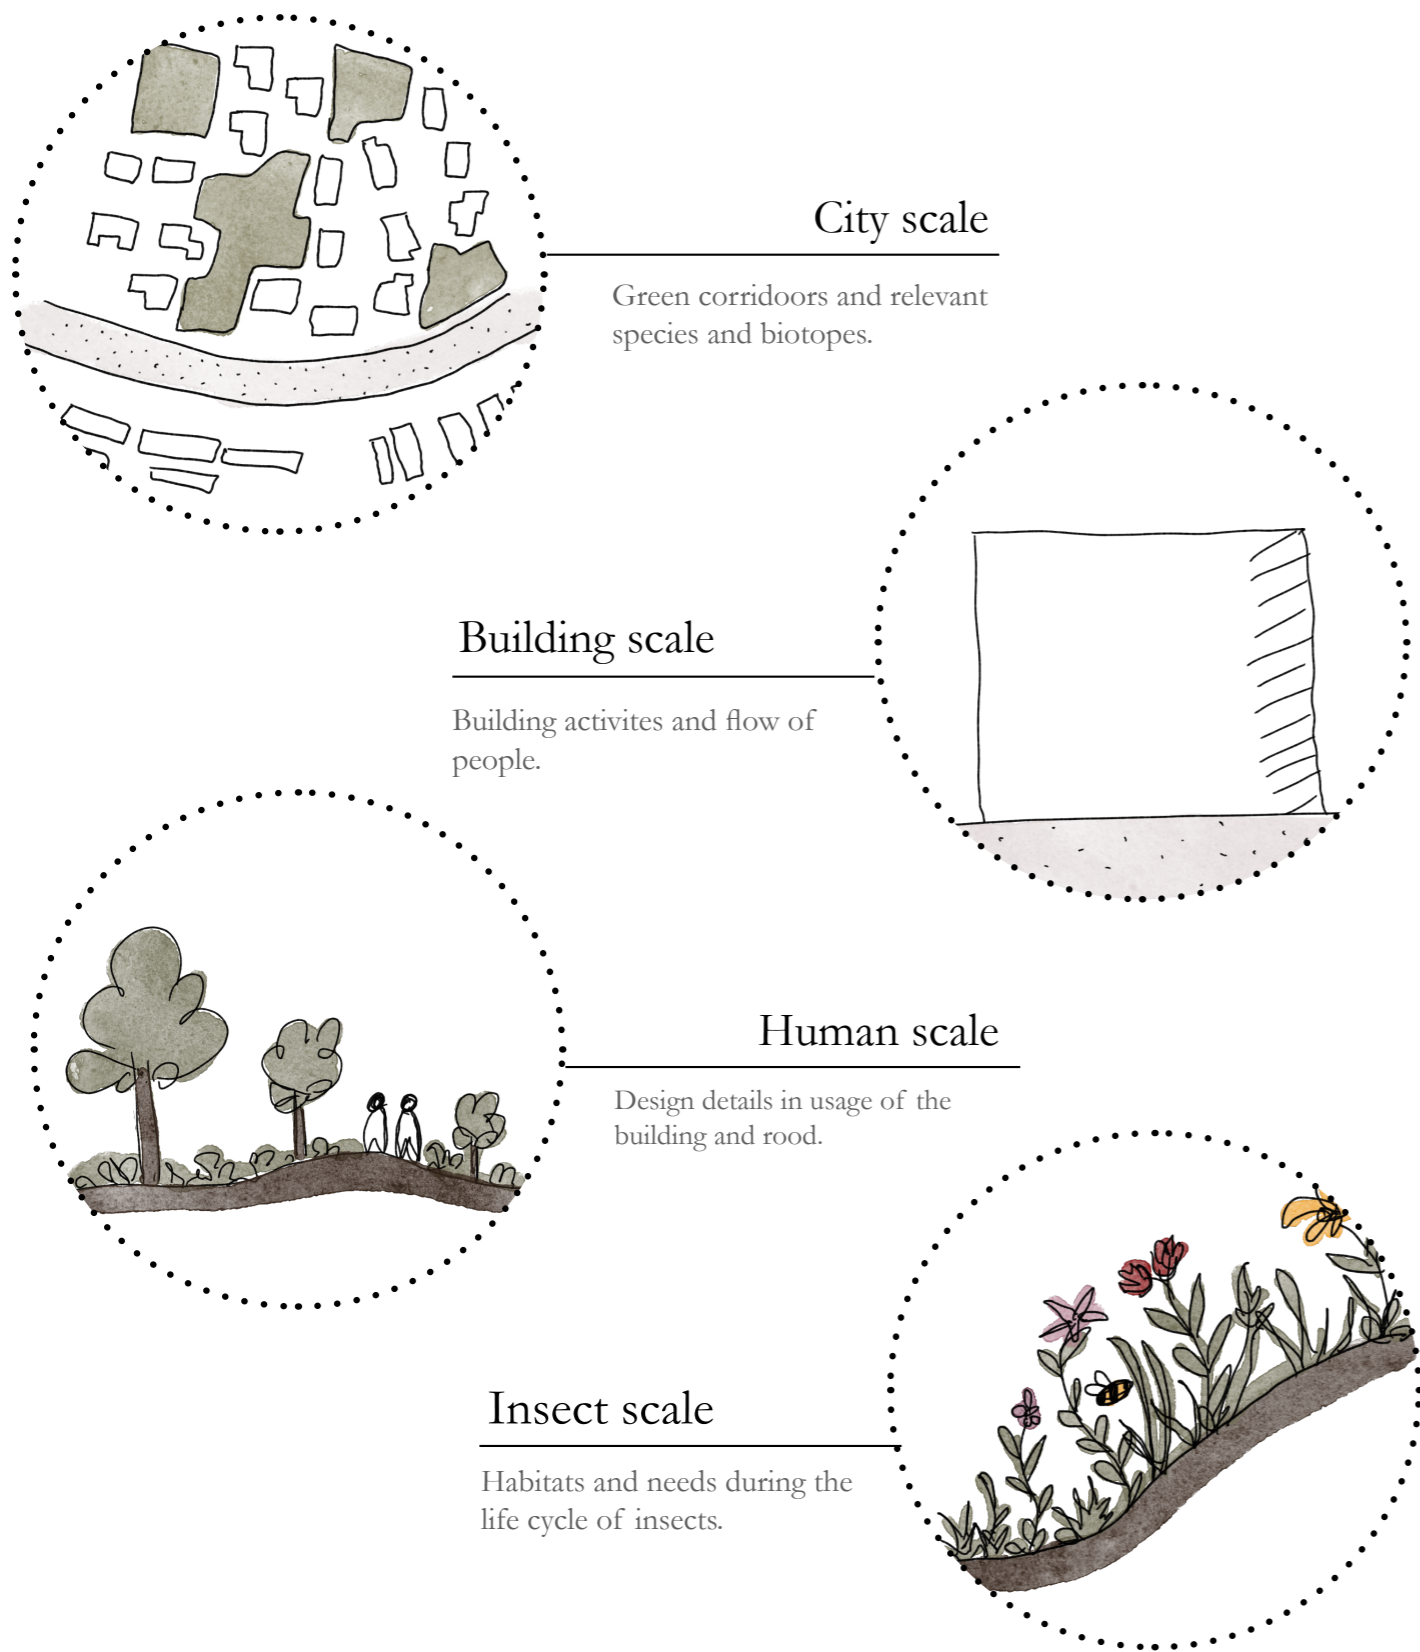 City scale
Green corridoors and relevant
species and biotopes.
Building scale
Building activites and flow of
people.
Human scale
Design details in usage of the
building and rood.
Insect scale
Habitats and needs during the
life cycle of insects.